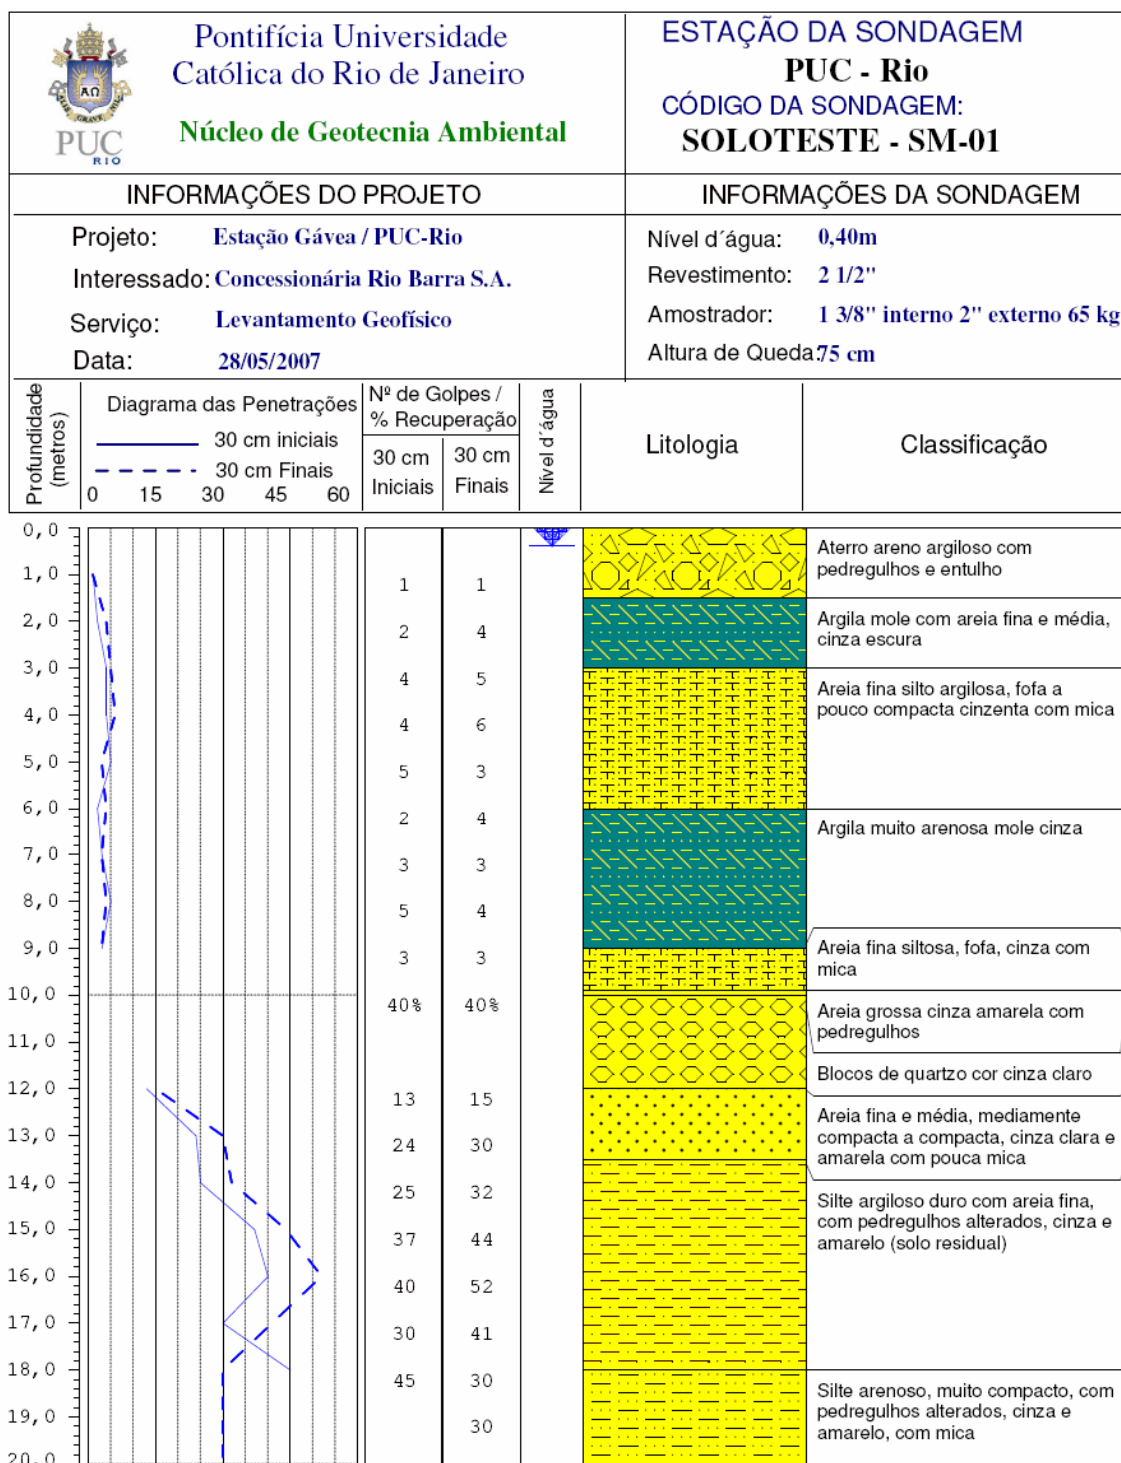 Pontifícia Universidade
Católica do Rio de Janeiro
Núcleo de Geotecnia Ambiental
PUC
RIO
ESTAÇÃO DA SONDAGEM
PUC - Rio
CÓDIGO DA SONDAGEM:
SOLOTESTE - SM-01
INFORMAÇÕES DO PROJETO
Projeto: Estação Gávea / PUC-Rio
Interessado: Concessionária Rio Barra S.A.
Serviço: Levantamento Geofísico
Data: 28/05/2007
INFORMAÇÕES DA SONDAGEM
Nível d´água: 0,40m
Revestimento: 2 1/2"
Amostrador: 1 3/8" interno 2" externo 65 kg
Altura de Queda: 75 cm
Profundidade
(metros)
Diagrama das Penetrações
30 cm iniciais
30 cm Finais
0 15 30 45 60
Nº de Golpes /
% Recuperação
30 cm
Iniciais
30 cm
Finais
Nível d´água
Litologia
Classificação
0,0
1,0
2,0
3,0
4,0
5,0
6,0
7,0
8,0
9,0
10,0
11,0
12,0
13,0
14,0
15,0
16,0
17,0
18,0
19,0
20,0
1 1
2 4
4 5
4 6
5 3
2 4
3 3
5 4
3 3
40% 40%
13 15
24 30
25 32
37 44
40 52
30 41
45 30
30
Aterro areno argiloso com
pedregulhos e entulho
Argila mole com areia fina e média,
cinza escura
Areia fina silto argilosa, fofa a
pouco compacta cinzenta com mica
Argila muito arenosa mole cinza
Areia fina siltosa, fofa, cinza com
mica
Areia grossa cinza amarela com
pedregulhos
Blocos de quartzo cor cinza claro
Areia fina e média, mediamente
compacta a compacta, cinza clara e
amarela com pouca mica
Silte argiloso duro com areia fina,
com pedregulhos alterados, cinza e
amarelo (solo residual)
Silte arenoso, muito compacto, com
pedregulhos alterados, cinza e
amarelo, com mica